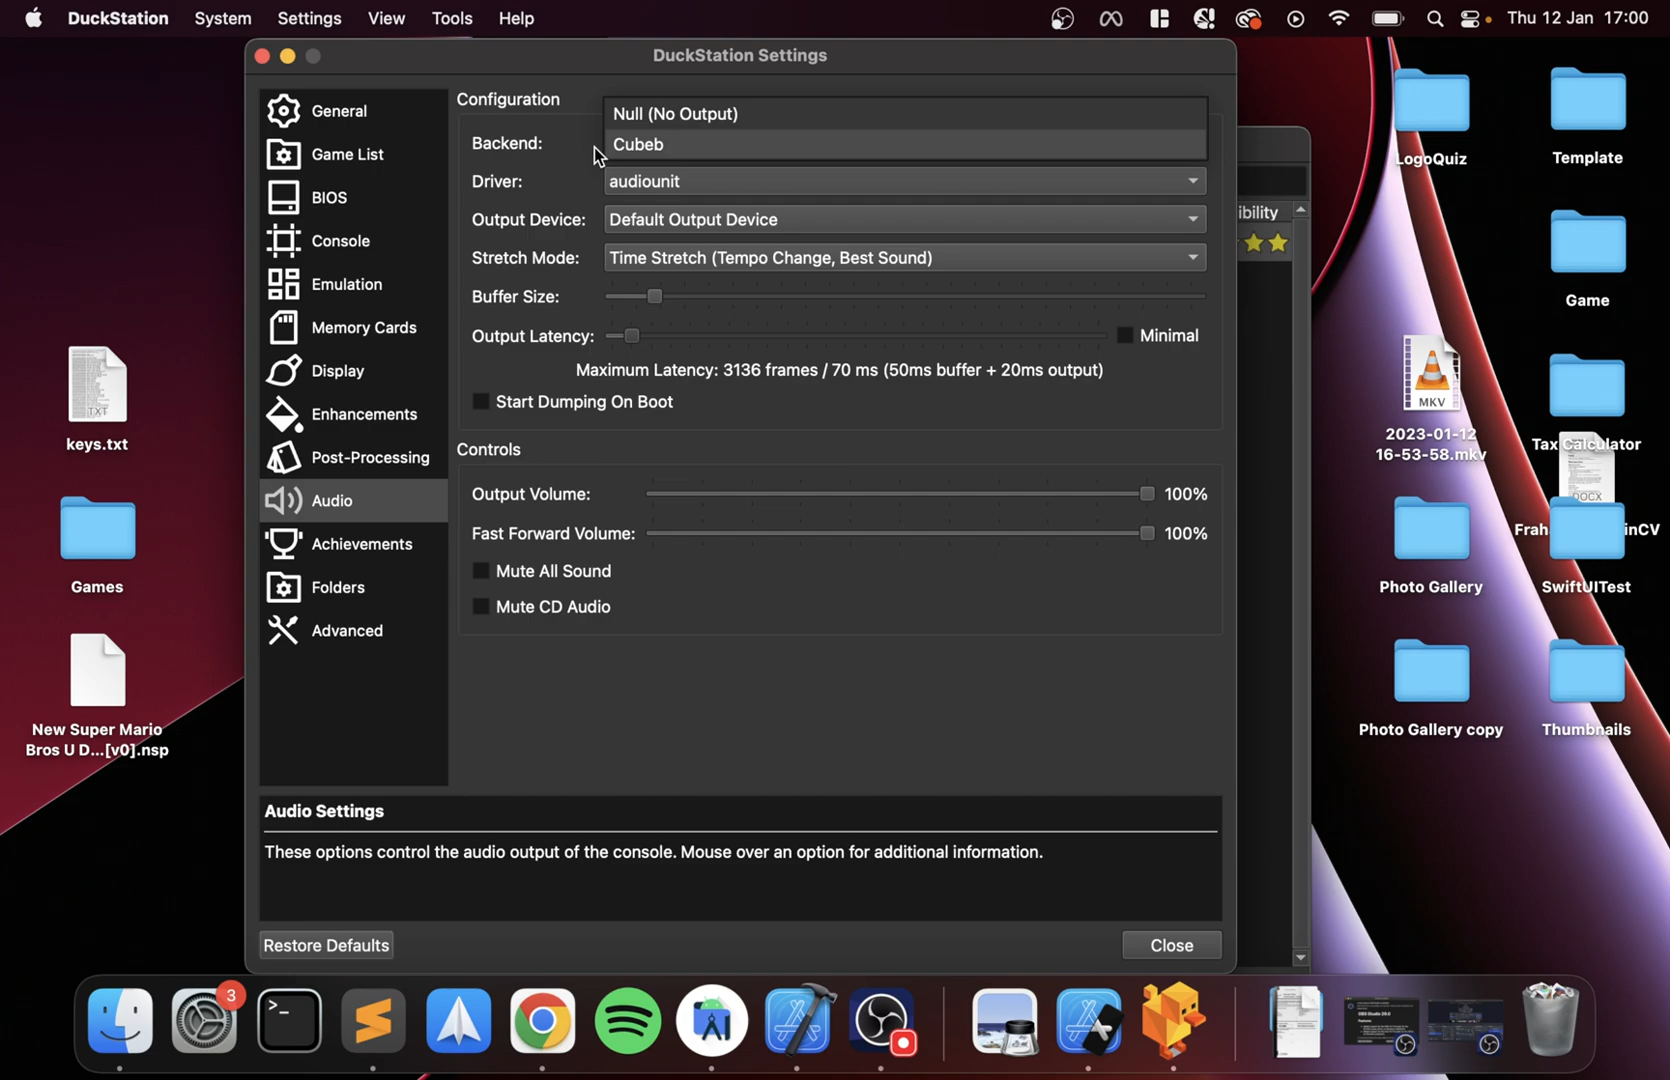 DuckStation System Settings View Tools Help Thu 12 Jan 17:00
DuckStation Settings
General
Game List
BIOS
Console
Emulation
Memory Cards
Display
Enhancements
Post-Processing
Audio
Achievements
Folders
Advanced
Configuration
Null (No Output)
Backend: Cubeb
Driver: audiounit
Output Device: Default Output Device
Stretch Mode: Time Stretch (Tempo Change, Best Sound)
Buffer Size:
Output Latency: Minimal
Maximum Latency: 3136 frames / 70 ms (50ms buffer + 20ms output)
Start Dumping On Boot
Controls
Output Volume: 100%
Fast Forward Volume: 100%
Mute All Sound
Mute CD Audio
Audio Settings
These options control the audio output of the console. Mouse over an option for additional information.
Restore Defaults Close
ibility
TXT
keys.txt
Games
New Super Mario
Bros U D...[v0].nsp
LogoQuiz
Template
Game
MKV
2023-01-12
16-53-58.mkv
Tax Calculator
DOCX
Frah
inCV
Photo Gallery
SwiftUITest
Photo Gallery copy
Thumbnails
3